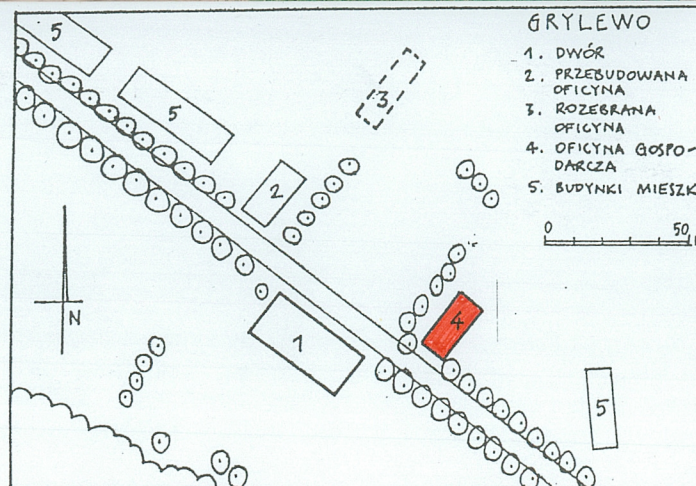 GRYLEWO
1. DWÓR
2. PRZEBUDOWANA
OFICYNA
3. ROZEBRANA
OFICYNA
4. OFICYNA GOSPO-
DARCZA
5. BUDYNKI MIESZK
0 50
5
5
3
2
4
N
1
5